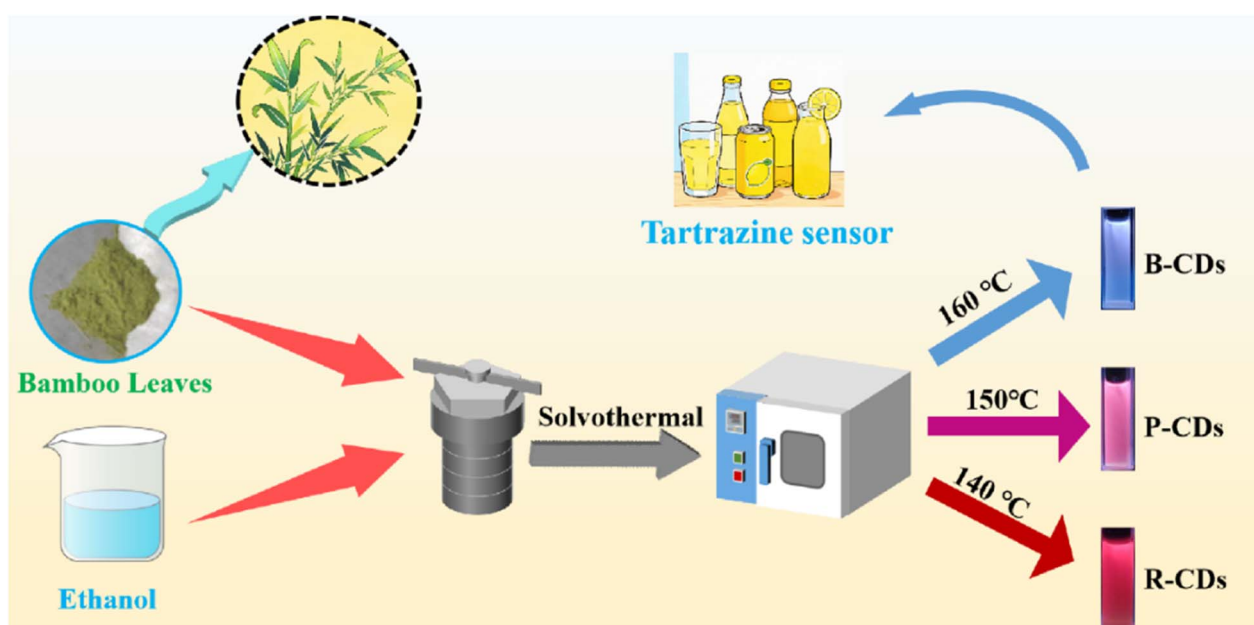 Tartrazine sensor
B-CDs
160 °C
Bamboo Leaves
Solvothermal
150°C
P-CDs
140 °C
Ethanol
R-CDs